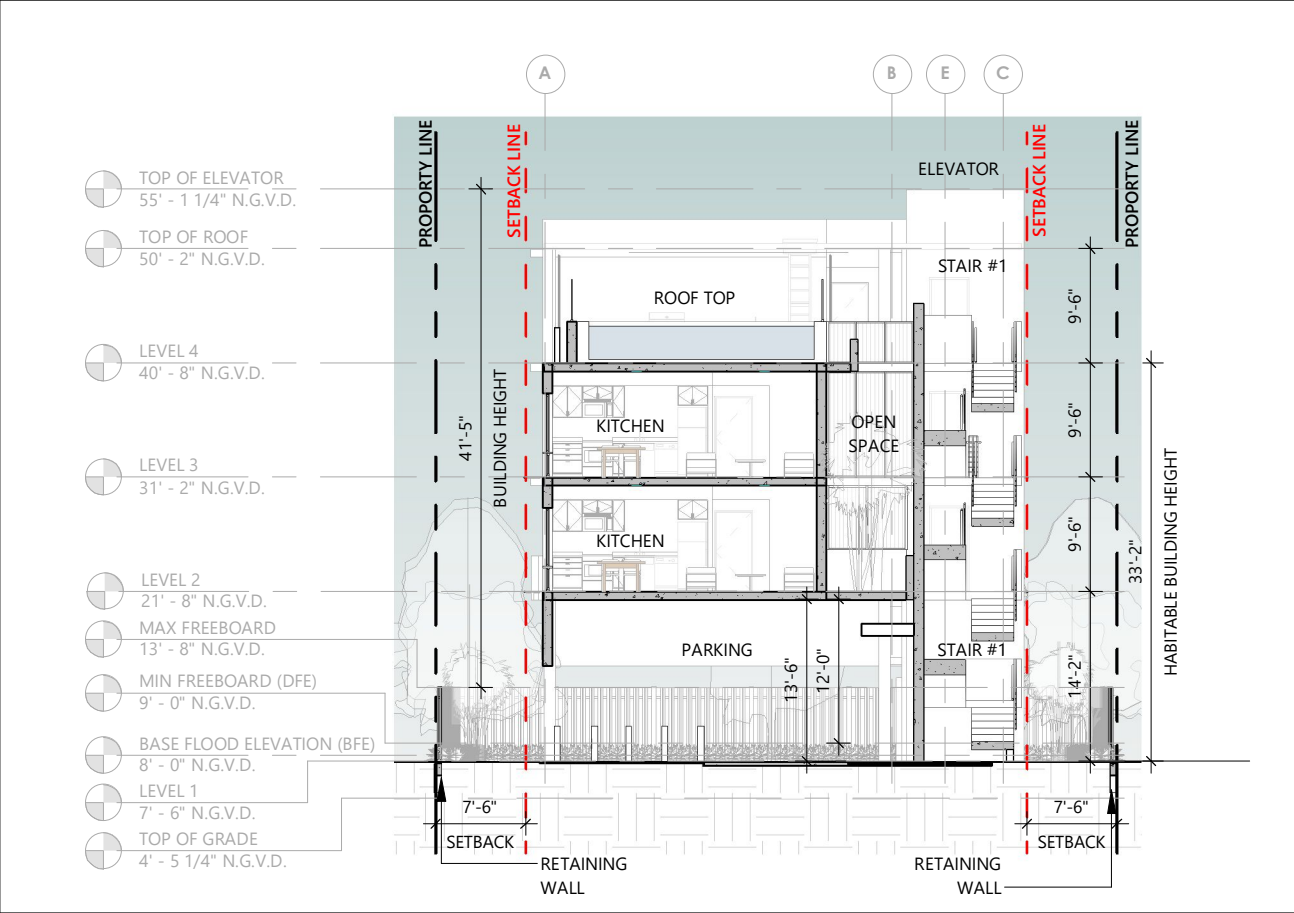 A
B
E
C
PROPORTY LINE
SETBACK LINE
SETBACK LINE
PROPORTY LINE
ELEVATOR
TOP OF ELEVATOR
55' - 1 1/4" N.G.V.D.
TOP OF ROOF
50' - 2" N.G.V.D.
STAIR #1
ROOF TOP
9'-6"
LEVEL 4
40' - 8" N.G.V.D.
41'-5"
BUILDING HEIGHT
KITCHEN
OPEN
SPACE
9'-6"
LEVEL 3
31' - 2" N.G.V.D.
KITCHEN
9'-6"
33'-2"
HABITABLE BUILDING HEIGHT
LEVEL 2
21' - 8" N.G.V.D.
MAX FREEBOARD
13' - 8" N.G.V.D.
PARKING
13'-6"
12'-0"
STAIR #1
14'-2"
MIN FREEBOARD (DFE)
9' - 0" N.G.V.D.
BASE FLOOD ELEVATION (BFE)
8' - 0" N.G.V.D.
LEVEL 1
7' - 6" N.G.V.D.
7'-6"
7'-6"
TOP OF GRADE
4' - 5 1/4" N.G.V.D.
SETBACK
SETBACK
RETAINING
WALL
RETAINING
WALL